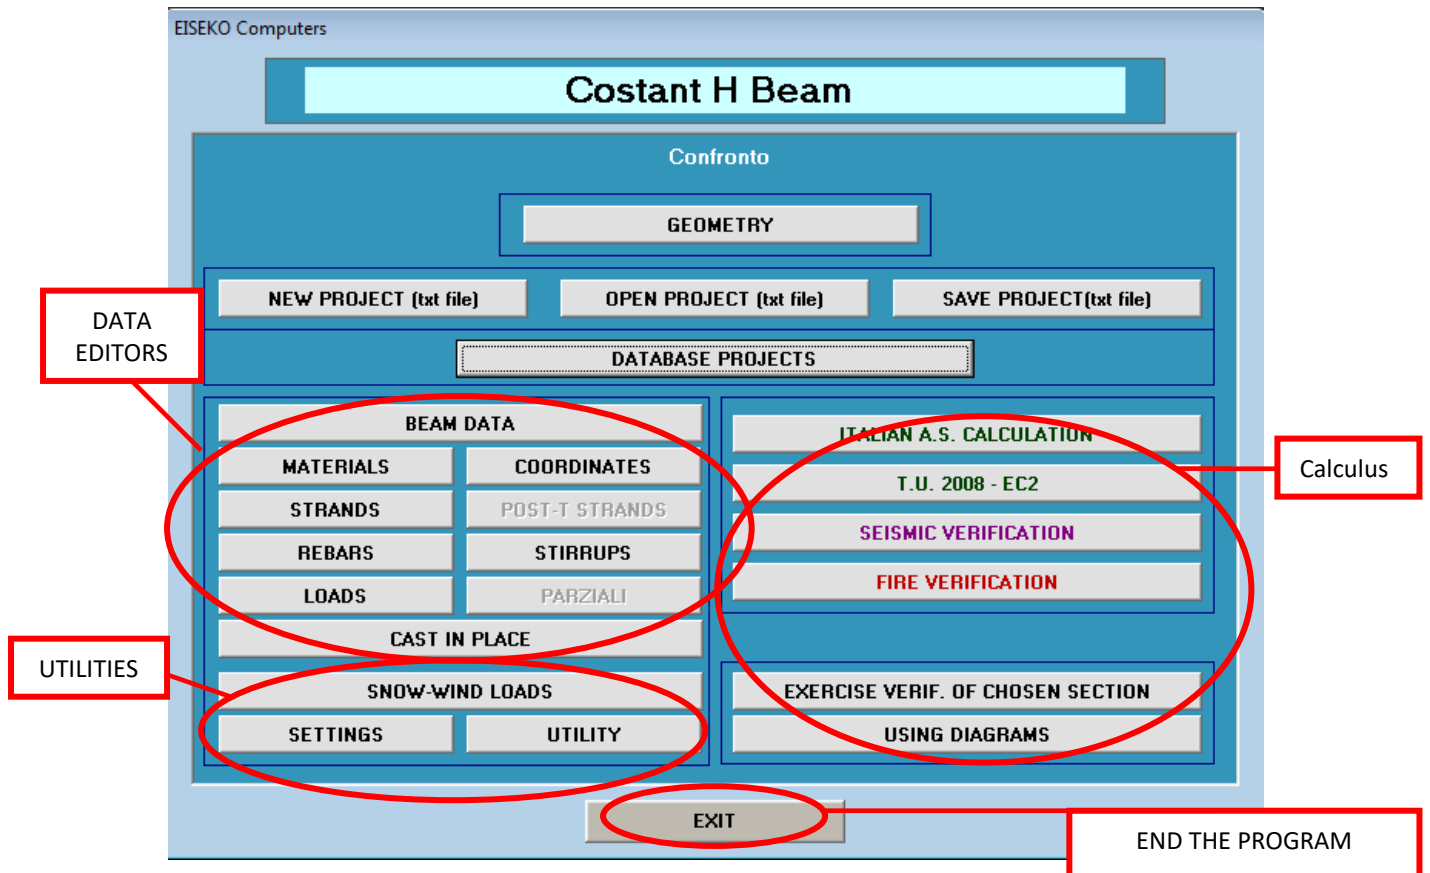 EISEKO Computers
Costant H Beam
Confronto
GEOMETRY
NEW PROJECT (txt file)
OPEN PROJECT (txt file)
SAVE PROJECT(txt file)
DATABASE PROJECTS
DATA
EDITORS
BEAM DATA
MATERIALS
COORDINATES
STRANDS
POST-T STRANDS
REBARS
STIRRUPS
LOADS
PARZIALI
CAST IN PLACE
ITALIAN A.S. CALCULATION
T.U. 2008 - EC2
SEISMIC VERIFICATION
FIRE VERIFICATION
Calculus
UTILITIES
SNOW-WIND LOADS
SETTINGS
UTILITY
EXERCISE VERIF. OF CHOSEN SECTION
USING DIAGRAMS
EXIT
END THE PROGRAM